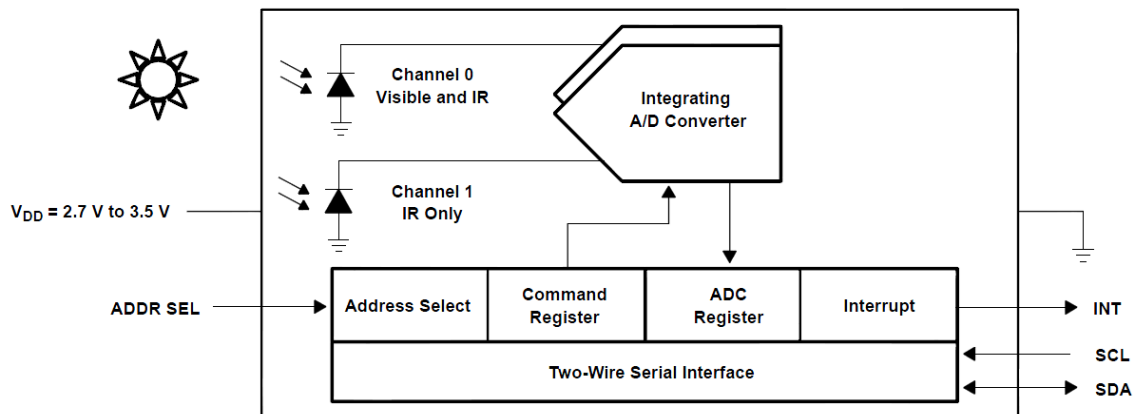 Channel 0
Visible and IR
Integrating
A/D Converter
Channel 1
IR Only
VDD = 2.7 V to 3.5 V
ADDR SEL
Address Select
Command
Register
ADC
Register
Interrupt
INT
Two-Wire Serial Interface
SCL
SDA